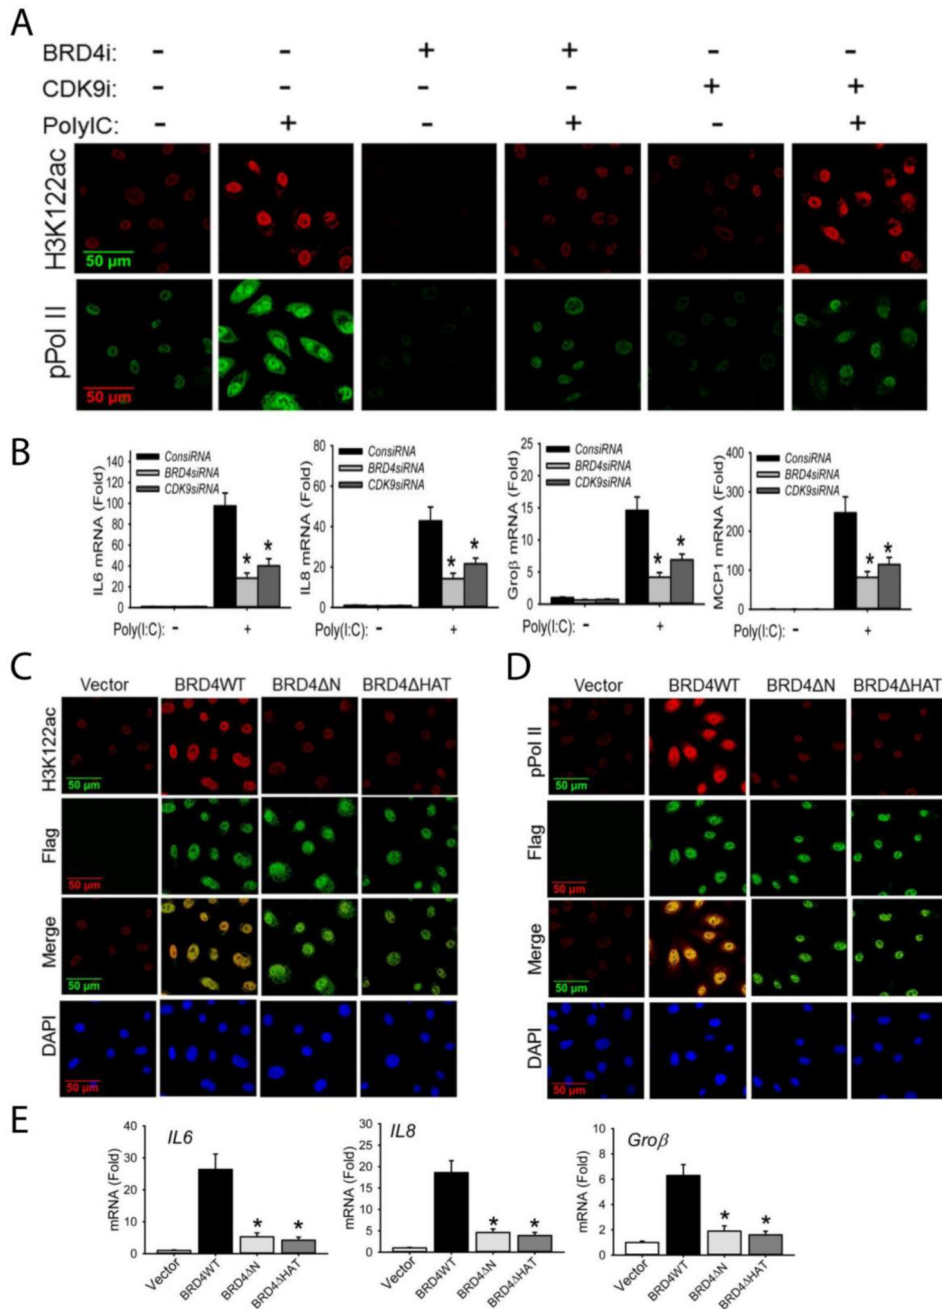 A
BRD4i: - - + + - -
CDK9i: - - - - + +
PolyIC: - + - + - +
H3K122ac
50 µm
pPol II
50 µm
B
IL6 mRNA (Fold)
140
120
100
80
60
40
20
0
ConsiRNA
BRD4siRNA
CDK9siRNA
* *
Poly(I:C): - +
IL8 mRNA (Fold)
80
60
40
20
0
ConsiRNA
BRD4siRNA
CDK9siRNA
* *
Poly(I:C): - +
Groβ mRNA (Fold)
25
20
15
10
5
0
ConsiRNA
BRD4siRNA
CDK9siRNA
* *
Poly(I:C): - +
MCP1 mRNA (Fold)
400
300
200
100
0
ConsiRNA
BRD4siRNA
CDK9siRNA
* *
Poly(I:C): - +
C
Vector BRD4WT BRD4ΔN BRD4ΔHAT
H3K122ac
50 µm
Flag
50 µm
Merge
50 µm
DAPI
50 µm
D
Vector BRD4WT BRD4ΔN BRD4ΔHAT
pPol II
50 µm
Flag
50 µm
Merge
50 µm
DAPI
50 µm
E
IL6
mRNA (Fold)
40
30
20
10
0
* *
Vector BRD4WT BRD4ΔN BRD4ΔHAT
IL8
mRNA (Fold)
30
25
20
15
10
5
0
* *
Vector BRD4WT BRD4ΔN BRD4ΔHAT
Groβ
mRNA (Fold)
8
6
4
2
0
* *
Vector BRD4WT BRD4ΔN BRD4ΔHAT